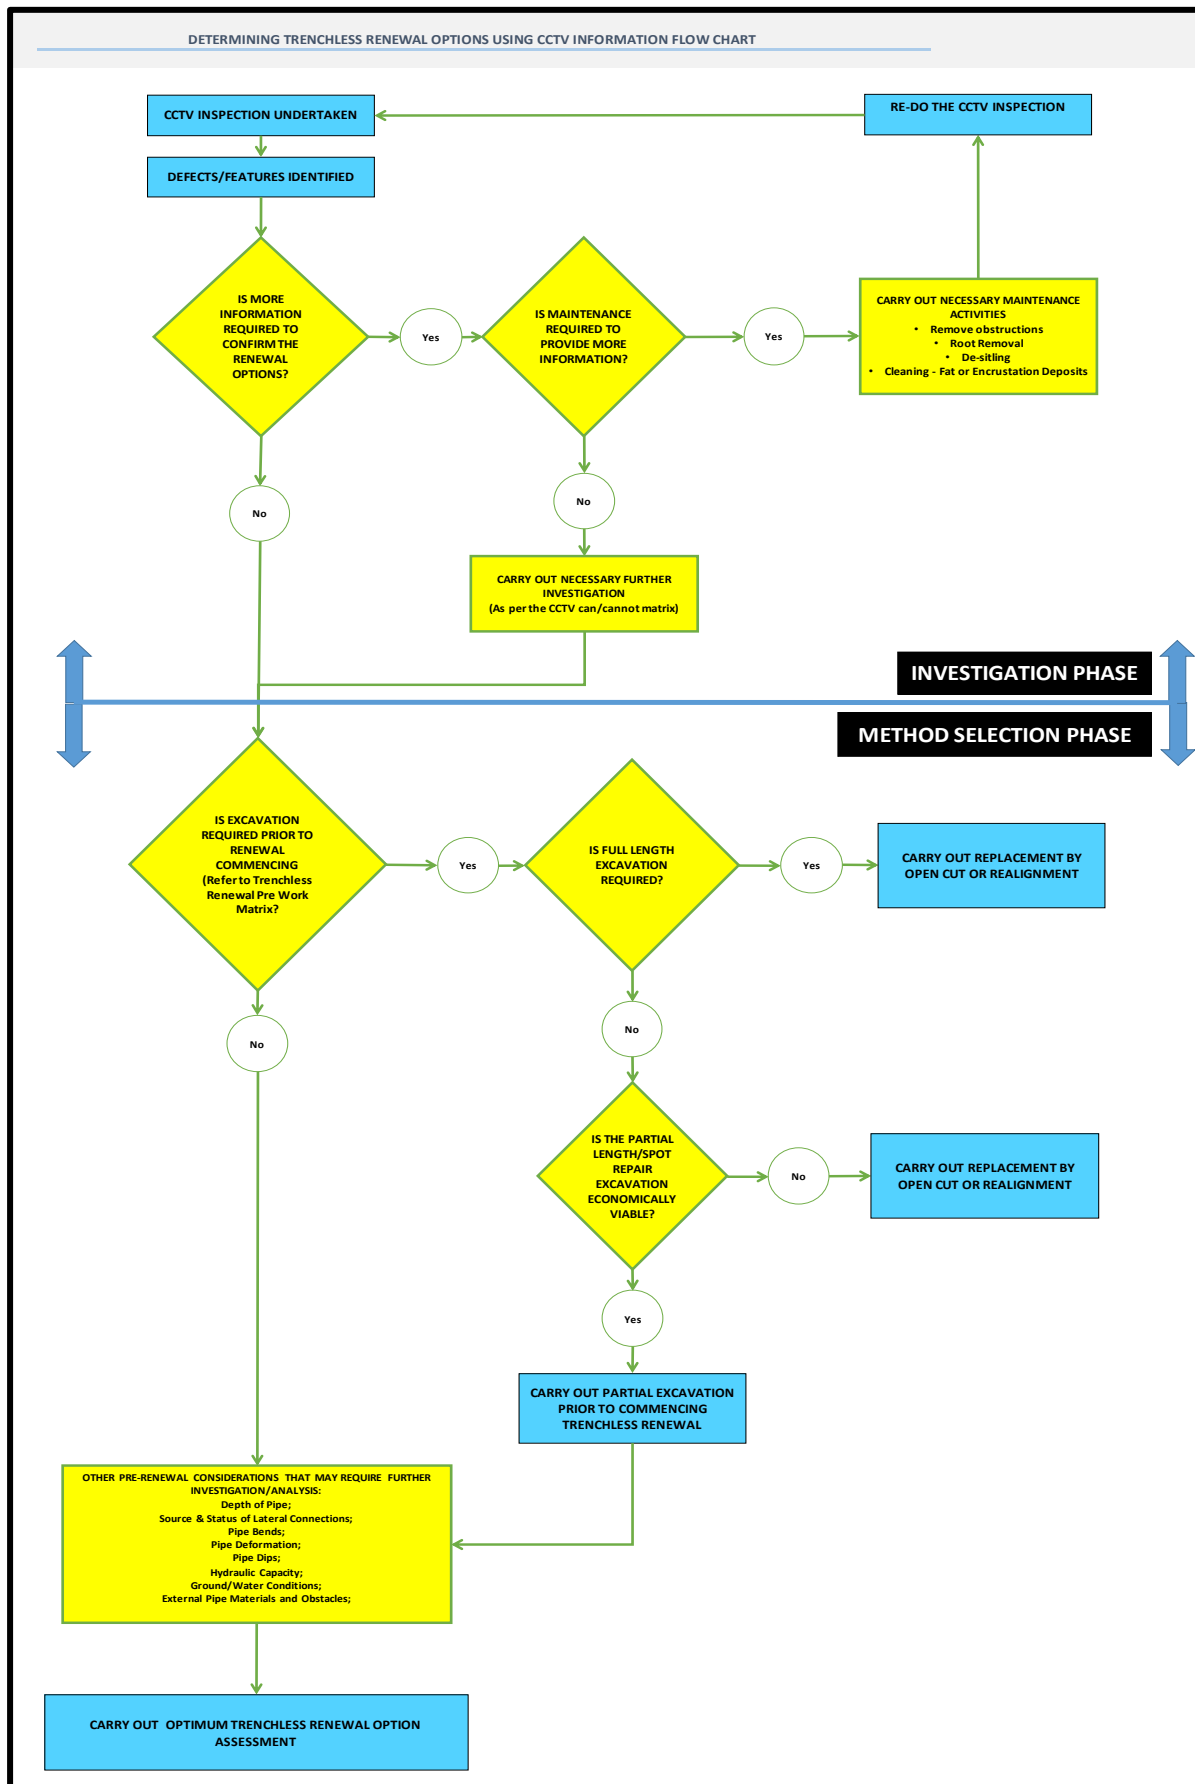 DETERMINING TRENCHLESS RENEWAL OPTIONS USING CCTV INFORMATION FLOW CHART
CCTV INSPECTION UNDERTAKEN
RE-DO THE CCTV INSPECTION
DEFECTS/FEATURES IDENTIFIED
IS MORE
INFORMATION
REQUIRED TO
CONFIRM THE
RENEWAL
OPTIONS?
Yes
IS MAINTENANCE
REQUIRED TO
PROVIDE MORE
INFORMATION?
Yes
CARRY OUT NECESSARY MAINTENANCE
ACTIVITIES
• Remove obstructions
• Root Removal
• De-sitling
• Cleaning - Fat or Encrustation Deposits
No
No
CARRY OUT NECESSARY FURTHER
INVESTIGATION
(As per the CCTV can/cannot matrix)
INVESTIGATION PHASE
METHOD SELECTION PHASE
IS EXCAVATION
REQUIRED PRIOR TO
RENEWAL
COMMENCING
(Refer to Trenchless
Renewal Pre Work
Matrix?
Yes
IS FULL LENGTH
EXCAVATION
REQUIRED?
Yes
CARRY OUT REPLACEMENT BY
OPEN CUT OR REALIGNMENT
No
No
IS THE PARTIAL
LENGTH/SPOT
REPAIR
EXCAVATION
ECONOMICALLY
VIABLE?
No
CARRY OUT REPLACEMENT BY
OPEN CUT OR REALIGNMENT
Yes
CARRY OUT PARTIAL EXCAVATION
PRIOR TO COMMENCING
TRENCHLESS RENEWAL
OTHER PRE-RENEWAL CONSIDERATIONS THAT MAY REQUIRE FURTHER
INVESTIGATION/ANALYSIS:
Depth of Pipe;
Source & Status of Lateral Connections;
Pipe Bends;
Pipe Deformation;
Pipe Dips;
Hydraulic Capacity;
Ground/Water Conditions;
External Pipe Materials and Obstacles;
CARRY OUT OPTIMUM TRENCHLESS RENEWAL OPTION
ASSESSMENT